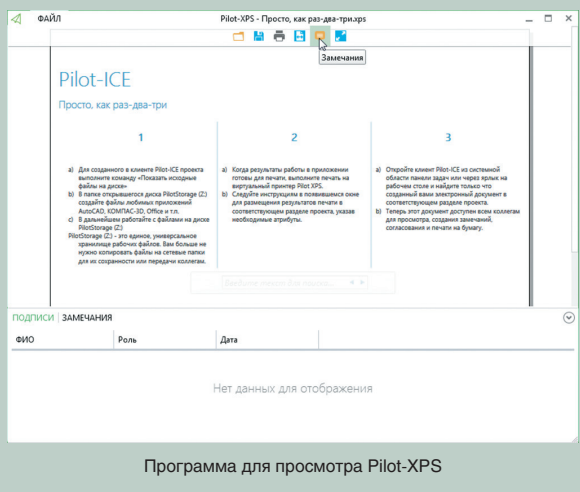 ФАЙЛ
Pilot-XPS - Просто, как раз-два-три.xps
Замечания
Pilot-ICE
Просто, как раз-два-три
1
a) Для созданного в клиенте Pilot-ICE проекта
выполните команду «Показать исходные
файлы на диске»
b) В папке открывшегося диска PilotStorage (Z:)
создайте файлы любимых приложений
AutoCAD, КОМПАС-3D, Office и т.п.
c) В дальнейшем работайте с файлами на диске
PilotStorage (Z:)
PilotStorage (Z:) - это единое, универсальное
хранилище рабочих файлов. Вам больше не
нужно копировать файлы на сетевые папки
для их сохранности или передачи коллегам.
2
a) Когда результаты работы в приложении
готовы для печати, выполните печать на
виртуальный принтер Pilot XPS.
b) Следуйте инструкциям в появившемся окне
для размещения результатов печати в
соответствующем разделе проекта, указав
необходимые атрибуты.
3
a) Откройте клиент Pilot-ICE из системной
области панели задач или через ярлык на
рабочем столе и найдите только что
созданный вами электронный документ в
соответствующем разделе проекта.
b) Теперь этот документ доступен всем коллегам
для просмотра, создания замечаний,
согласования и печати на бумагу.
ПОДПИСИ ЗАМЕЧАНИЯ
ФИО Роль Дата
Нет данных для отображения
Программа для просмотра Pilot-XPS